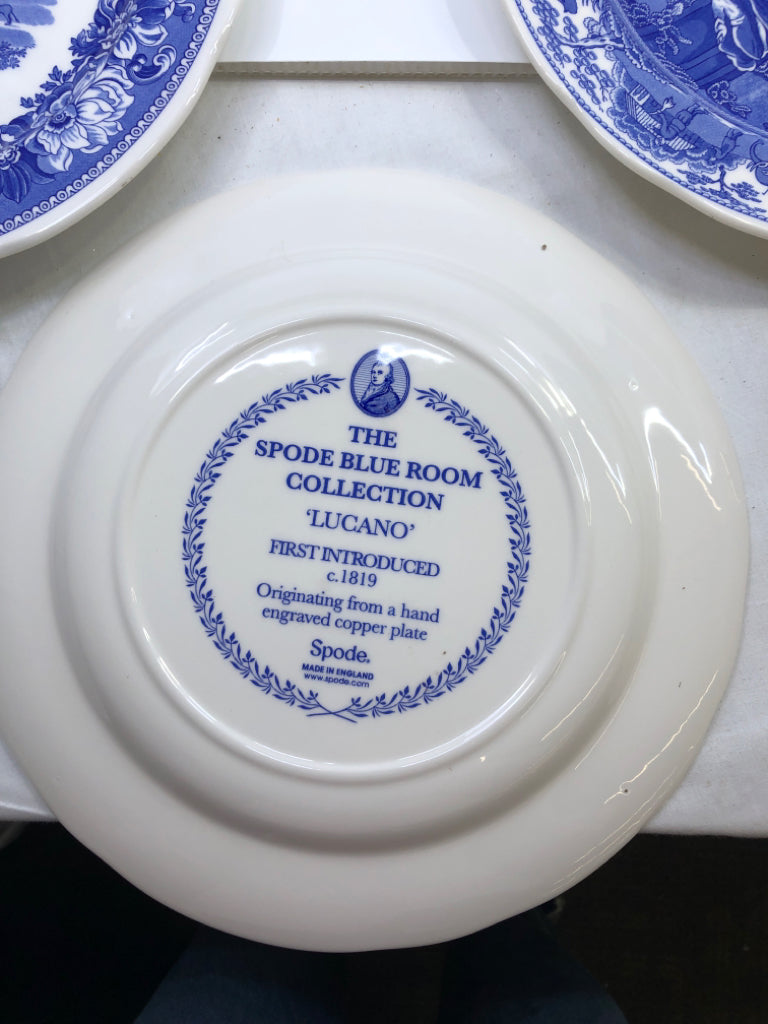 THE
SPODE BLUE ROOM
COLLECTION
‘LUCANO’
FIRST INTRODUCED
c.1819
Originating from a hand
engraved copper plate
Spode®
MADE IN ENGLAND
www.spode.com